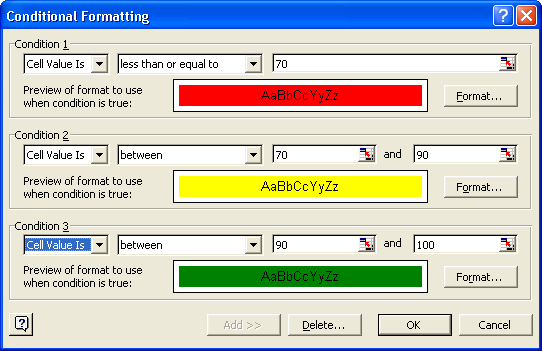 Conditional Formatting
Condition 1
Cell Value Is less than or equal to 70
Preview of format to use
when condition is true:
AaBbCcYyZz Format...
Condition 2
Cell Value Is between 70 and 90
Preview of format to use
when condition is true:
AaBbCcYyZz Format...
Condition 3
Cell Value Is between 90 and 100
Preview of format to use
when condition is true:
AaBbCcYyZz Format...
? Add >> Delete... OK Cancel